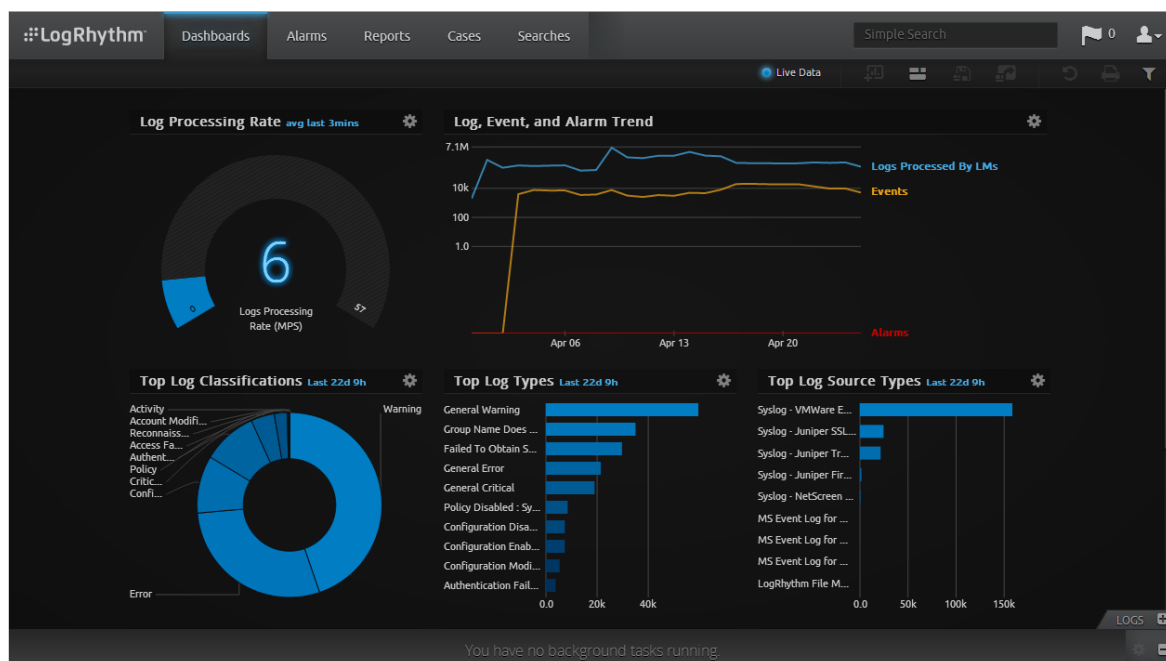 LogRhythm
Dashboards Alarms Reports Cases Searches Simple Search 0
Live Data
Log Processing Rate avg last 3mins
6
0
57
Logs Processing
Rate (MPS)
Log, Event, and Alarm Trend
7.1M
10k
100
1.0
Logs Processed By LMs
Events
Alarms
Apr 06 Apr 13 Apr 20
Top Log Classifications Last 22d 9h
Activity
Account Modifi...
Reconnaiss...
Access Fa...
Authent...
Policy
Critic...
Confi...
Warning
Error
Top Log Types Last 22d 9h
General Warning
Group Name Does ...
Failed To Obtain S...
General Error
General Critical
Policy Disabled : Sy...
Configuration Disa...
Configuration Enab...
Configuration Modi...
Authentication Fail...
0.0 20k 40k
Top Log Source Types Last 22d 9h
Syslog - VMWare E...
Syslog - Juniper SSL...
Syslog - Juniper Tr...
Syslog - Juniper Fir...
Syslog - NetScreen ...
MS Event Log for ...
MS Event Log for ...
MS Event Log for ...
LogRhythm File M...
0.0 50k 100k 150k
LOGS
You have no background tasks running.